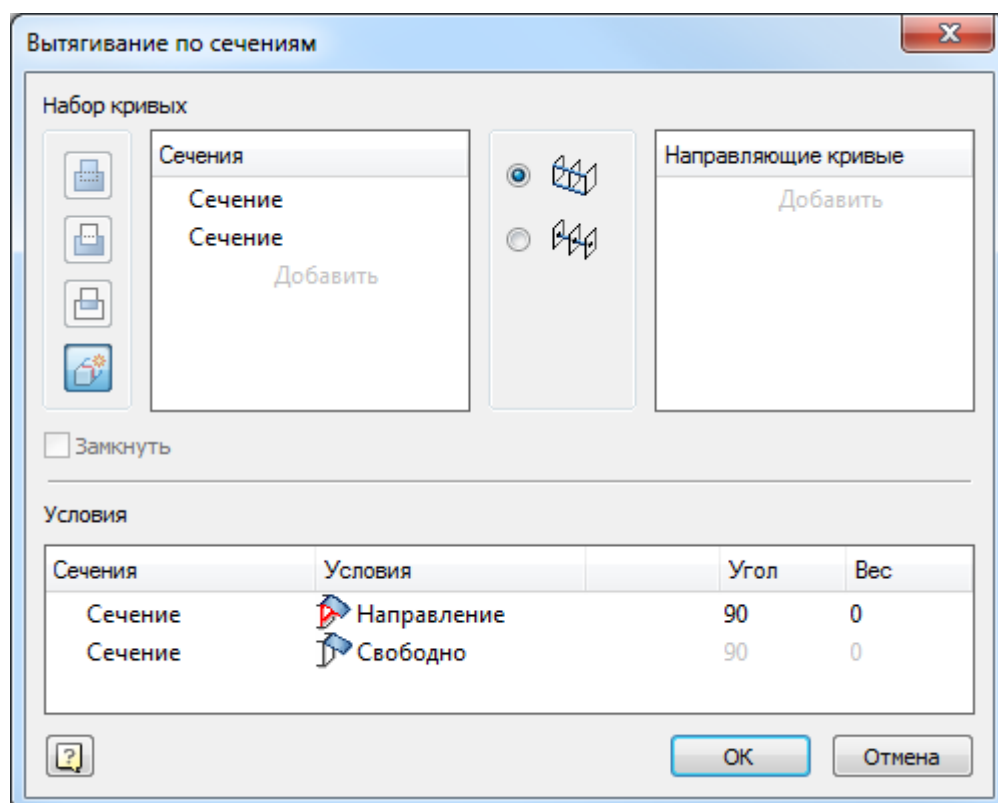 Вытягивание по сечениям
Набор кривых
Сечения
Сечение
Сечение
Добавить
Направляющие кривые
Добавить
Замкнуть
Условия
Сечения Условия Угол Вес
Сечение Направление 90 0
Сечение Свободно 90 0
? OK Отмена